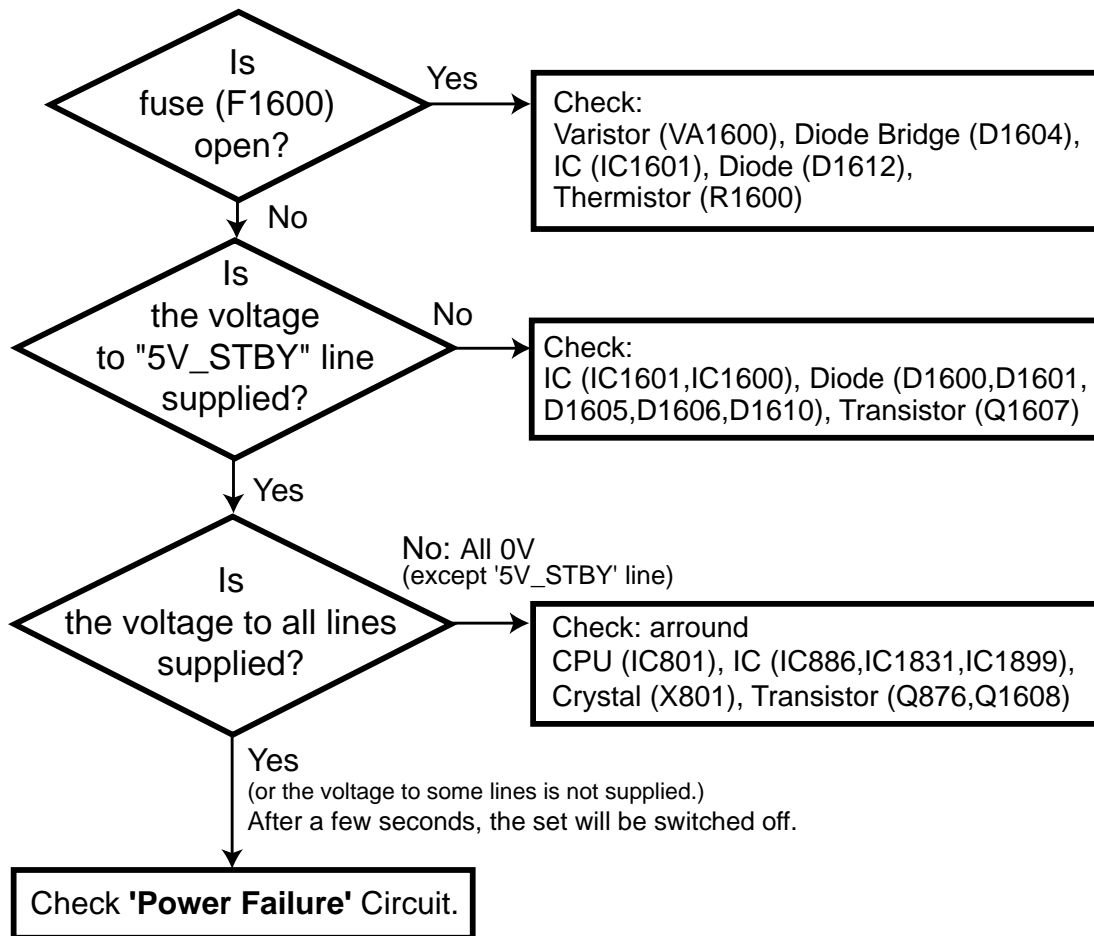 Is
fuse (F1600)
open?
Yes
Check:
Varistor (VA1600), Diode Bridge (D1604),
IC (IC1601), Diode (D1612),
Thermistor (R1600)
No
Is
the voltage
to "5V_STBY" line
supplied?
No
Check:
IC (IC1601,IC1600), Diode (D1600,D1601,
D1605,D1606,D1610), Transistor (Q1607)
Yes
Is
the voltage to all lines
supplied?
No: All 0V
(except '5V_STBY' line)
Check: arround
CPU (IC801), IC (IC886,IC1831,IC1899),
Crystal (X801), Transistor (Q876,Q1608)
Yes
(or the voltage to some lines is not supplied.)
After a few seconds, the set will be switched off.
Check 'Power Failure' Circuit.